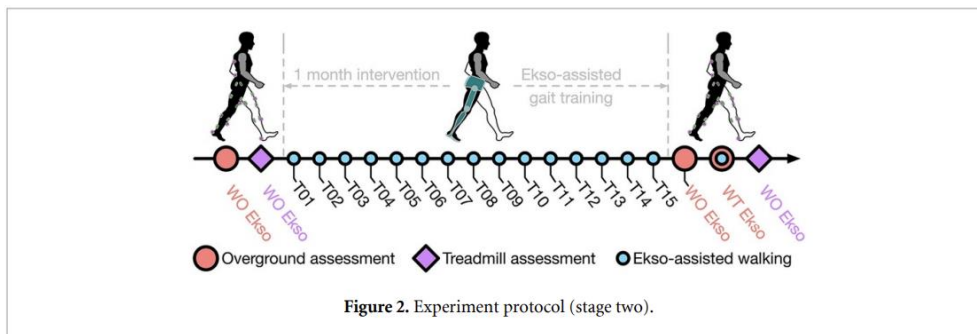 1 month intervention
Ekso-assisted
gait training
WO Ekso
WO Ekso
T01
T02
T03
T04
T05
T06
T07
T08
T09
T10
T11
T12
T13
T14
T15
WO Ekso
WT Ekso
WO Ekso
Overground assessment
Treadmill assessment
Ekso-assisted walking
Figure 2. Experiment protocol (stage two).